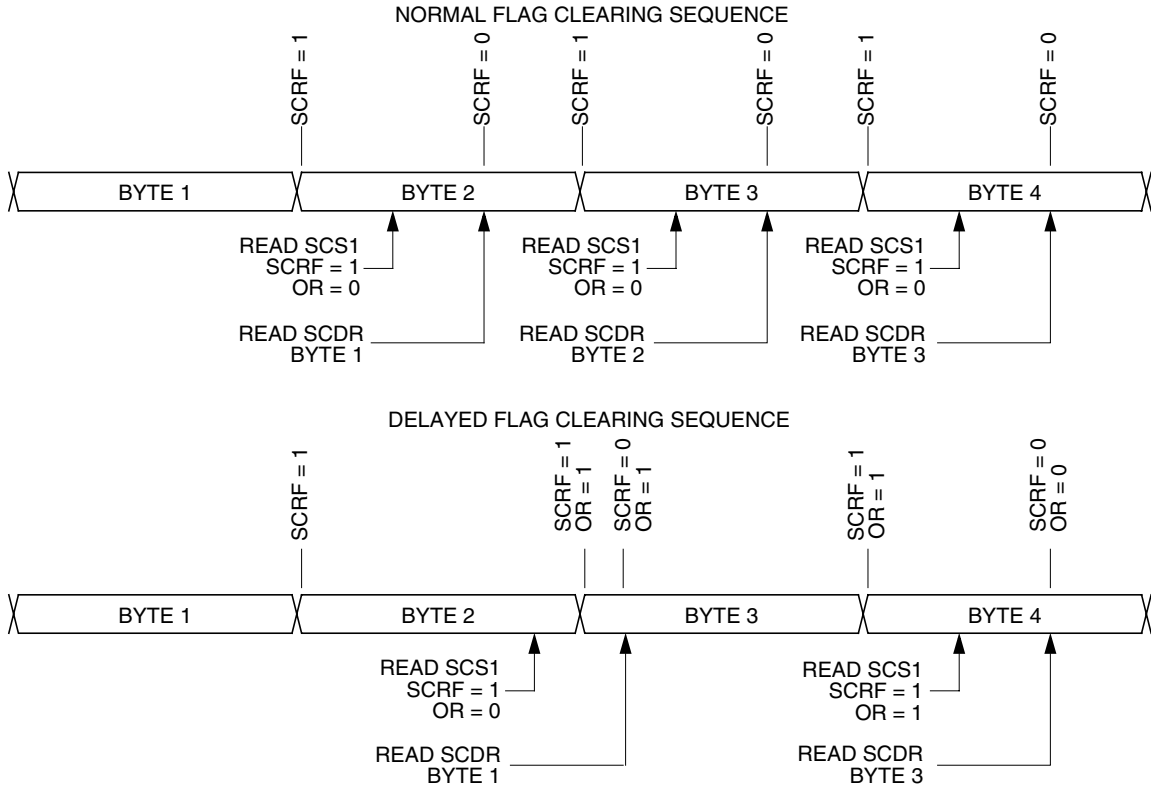 NORMAL FLAG CLEARING SEQUENCE
SCRF = 1
SCRF = 0
SCRF = 1
SCRF = 0
SCRF = 1
SCRF = 0
BYTE 1
BYTE 2
BYTE 3
BYTE 4
READ SCS1
SCRF = 1
OR = 0
READ SCS1
SCRF = 1
OR = 0
READ SCS1
SCRF = 1
OR = 0
READ SCDR
BYTE 1
READ SCDR
BYTE 2
READ SCDR
BYTE 3
DELAYED FLAG CLEARING SEQUENCE
SCRF = 1
SCRF = 1
OR = 1
SCRF = 0
OR = 1
SCRF = 1
OR = 1
SCRF = 0
OR = 0
BYTE 1
BYTE 2
BYTE 3
BYTE 4
READ SCS1
SCRF = 1
OR = 0
READ SCS1
SCRF = 1
OR = 1
READ SCDR
BYTE 1
READ SCDR
BYTE 3